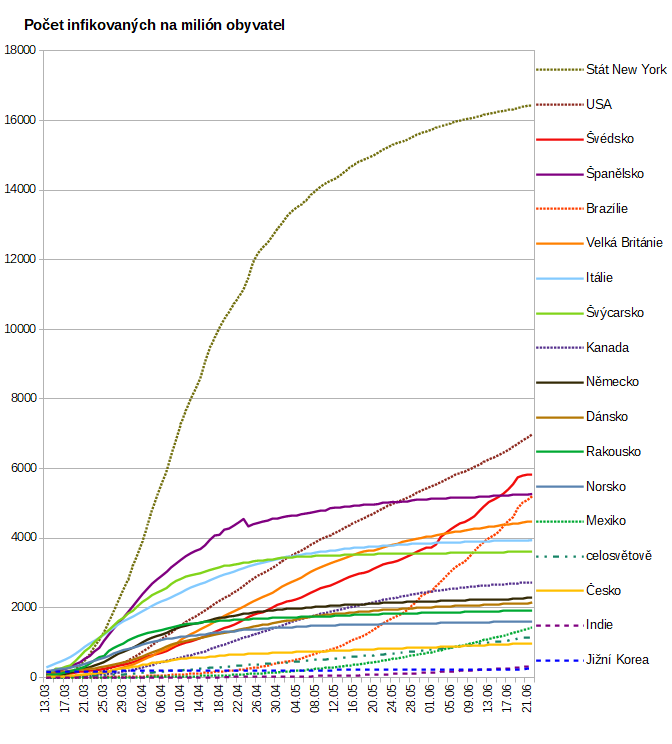 Počet infikovaných na milión obyvatel
18000
16000
14000
12000
10000
8000
6000
4000
2000
0
13.03
17.03
21.03
25.03
29.03
02.04
06.04
10.04
14.04
18.04
22.04
26.04
30.04
04.05
08.05
12.05
16.05
20.05
24.05
28.05
01.06
05.06
09.06
13.06
17.06
21.06
Stát New York
USA
Švédsko
Španělsko
Brazílie
Velká Británie
Itálie
Švýcarsko
Kanada
Německo
Dánsko
Rakousko
Norsko
Mexiko
celosvětově
Česko
Indie
Jižní Korea